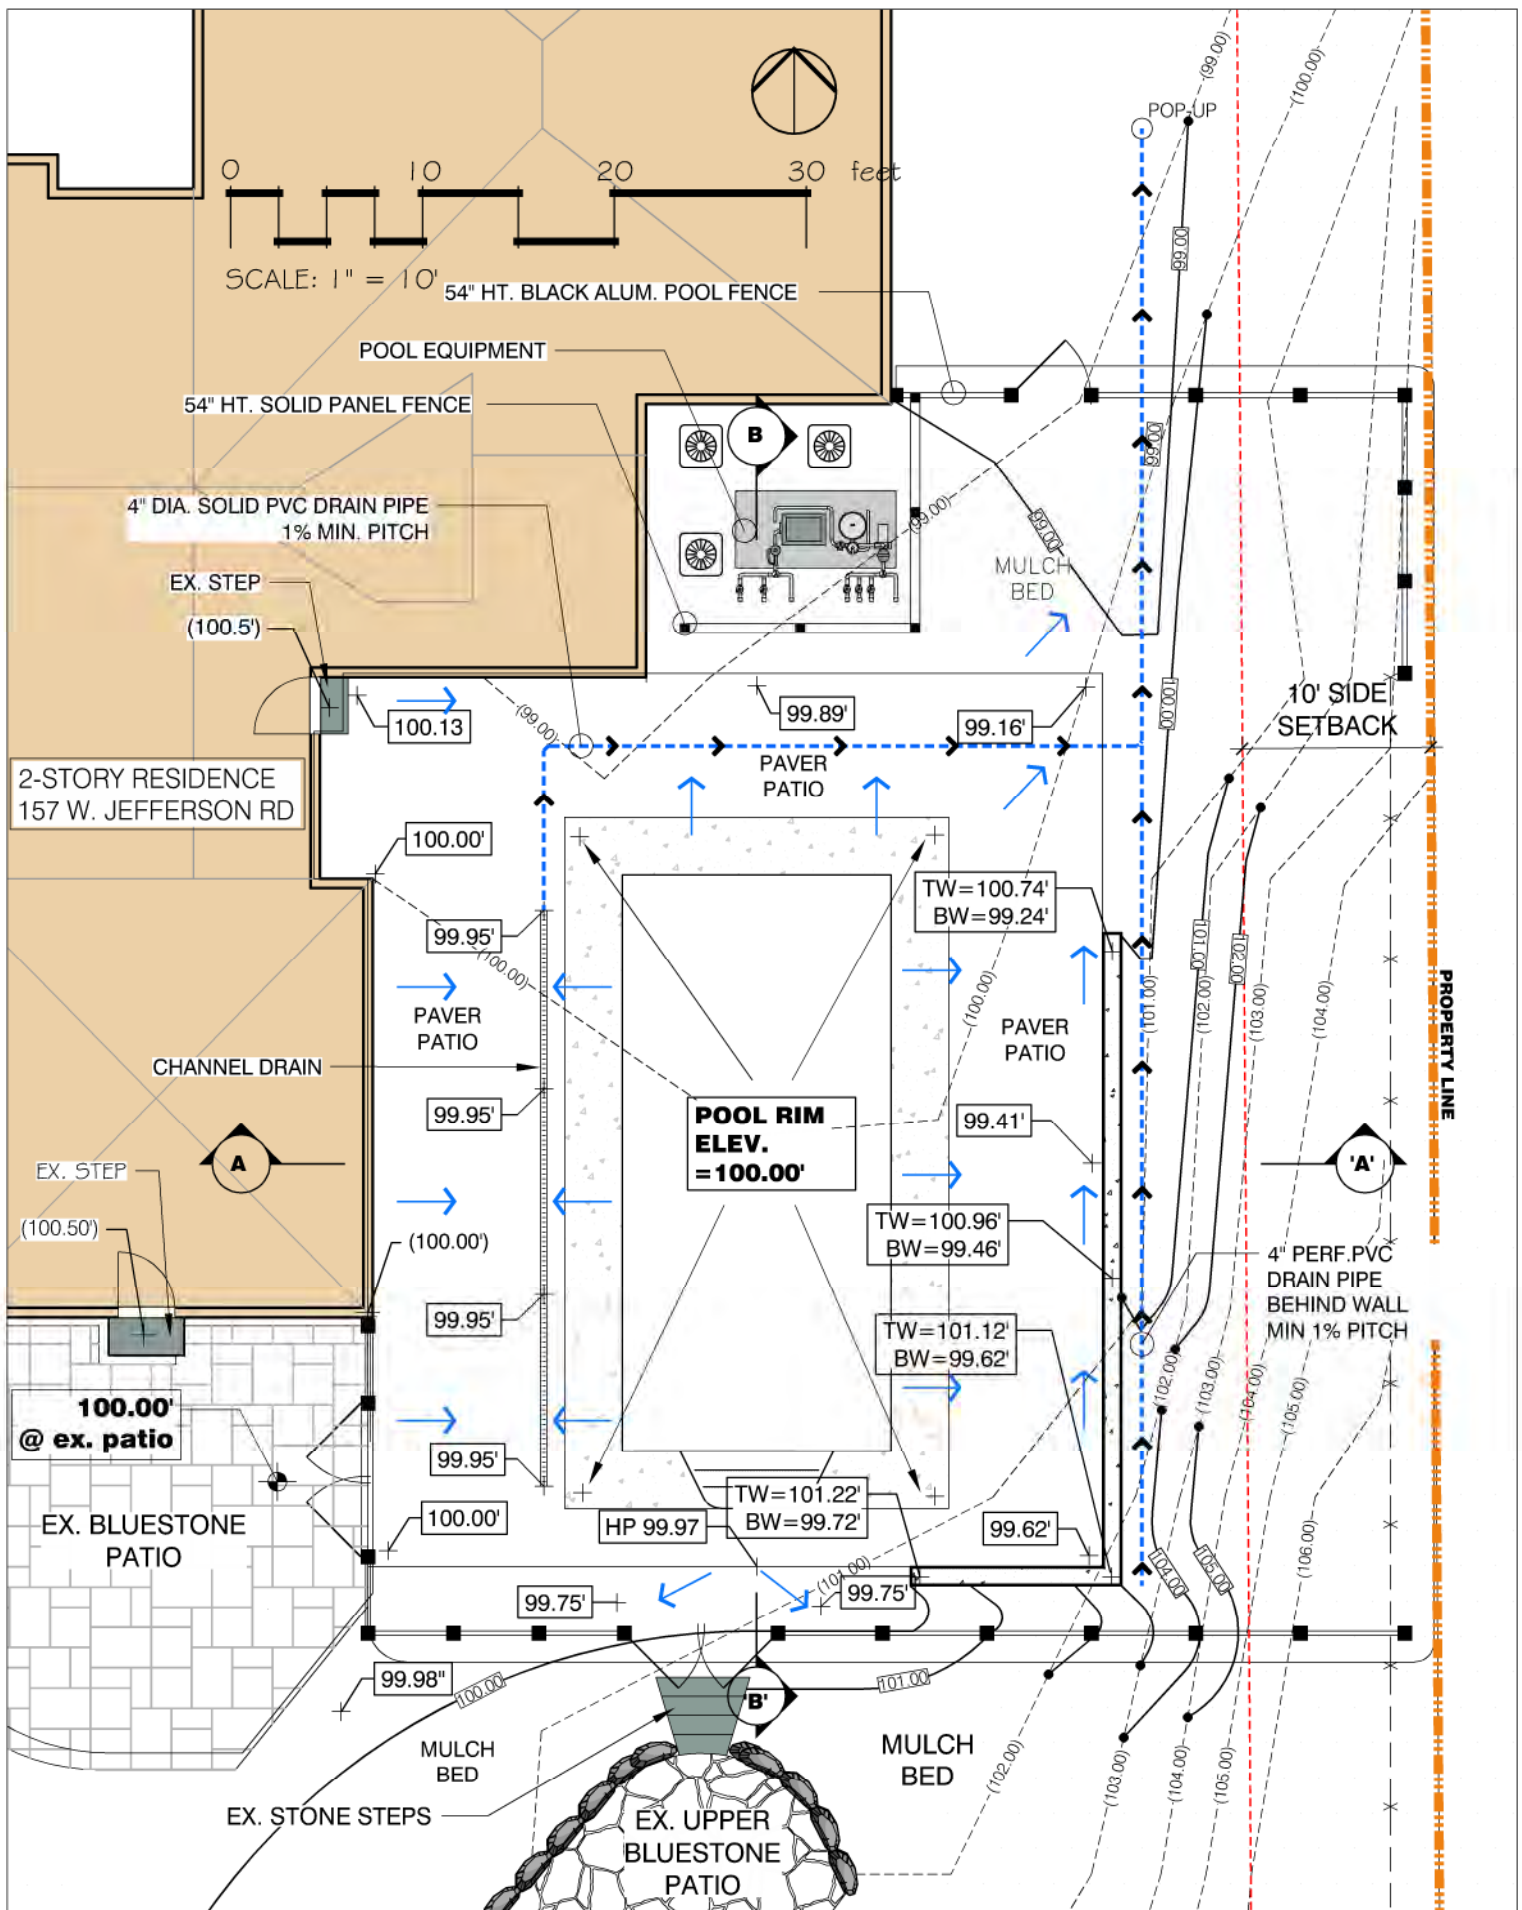 (99.00)
(100.00)
POP-UP
0 10 20 30 feet
SCALE: 1" = 10'
99.00
54" HT. BLACK ALUM. POOL FENCE
POOL EQUIPMENT
54" HT. SOLID PANEL FENCE
B
99.00
4" DIA. SOLID PVC DRAIN PIPE
1% MIN. PITCH
(99.00)
99.00
MULCH
BED
EX. STEP
(100.5')
100.00
10' SIDE
SETBACK
100.13
(99.00)
99.89'
99.16'
PAVER
PATIO
2-STORY RESIDENCE
157 W. JEFFERSON RD
100.00'
TW=100.74'
BW=99.24'
99.95'
(100.00)
(100.00)
101.00
102.00
(101.00)
(102.00)
(103.00)
(104.00)
PAVER
PATIO
PAVER
PATIO
PROPERTY LINE
CHANNEL DRAIN
99.95'
POOL RIM
ELEV.
=100.00'
99.41'
A
'A'
EX. STEP
(100.50')
(100.00')
TW=100.96'
BW=99.46'
4" PERF.PVC
DRAIN PIPE
BEHIND WALL
MIN 1% PITCH
99.95'
TW=101.12'
BW=99.62'
(102.00)
(103.00)
(104.00)
(105.00)
100.00'
@ ex. patio
99.95'
TW=101.22'
BW=99.72'
EX. BLUESTONE
PATIO
100.00'
HP 99.97
99.62'
(106.00)
(101.00)
104.00
105.00
99.75'
99.75'
99.98"
100.00
101.00
'B'
MULCH
BED
MULCH
BED
(102.00)
(103.00)
(104.00)
(105.00)
EX. STONE STEPS
EX. UPPER
BLUESTONE
PATIO